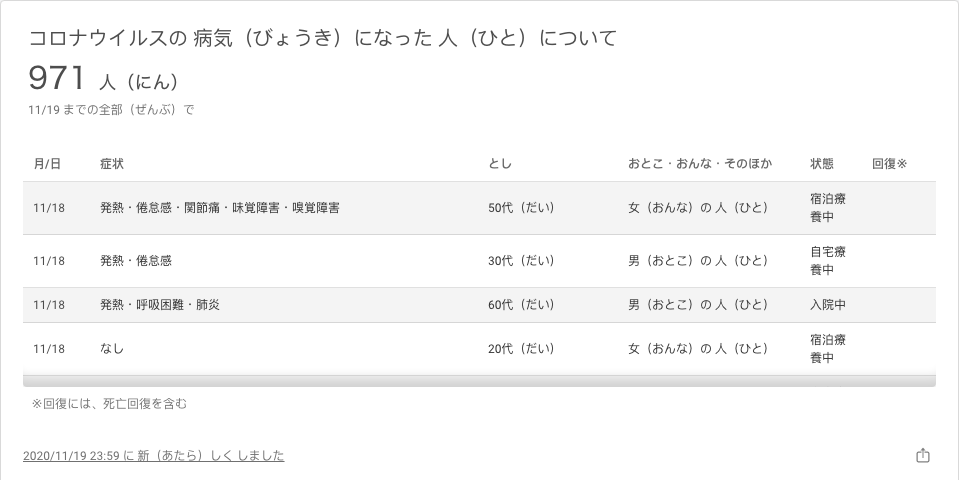 コロナウイルスの 病気（びょうき）になった 人（ひと）について
971 人（にん）
11/19 までの全部（ぜんぶ）で
月/日 症状 とし おとこ・おんな・そのほか 状態 回復※
11/18 発熱・倦怠感・関節痛・味覚障害・嗅覚障害 50代（だい） 女（おんな）の 人（ひと） 宿泊療
養中
11/18 発熱・倦怠感 30代（だい） 男（おとこ）の 人（ひと） 自宅療
養中
11/18 発熱・呼吸困難・肺炎 60代（だい） 男（おとこ）の 人（ひと） 入院中
11/18 なし 20代（だい） 女（おんな）の 人（ひと） 宿泊療
養中
※回復には、死亡回復を含む
2020/11/19 23:59 に 新（あたら）しく しました